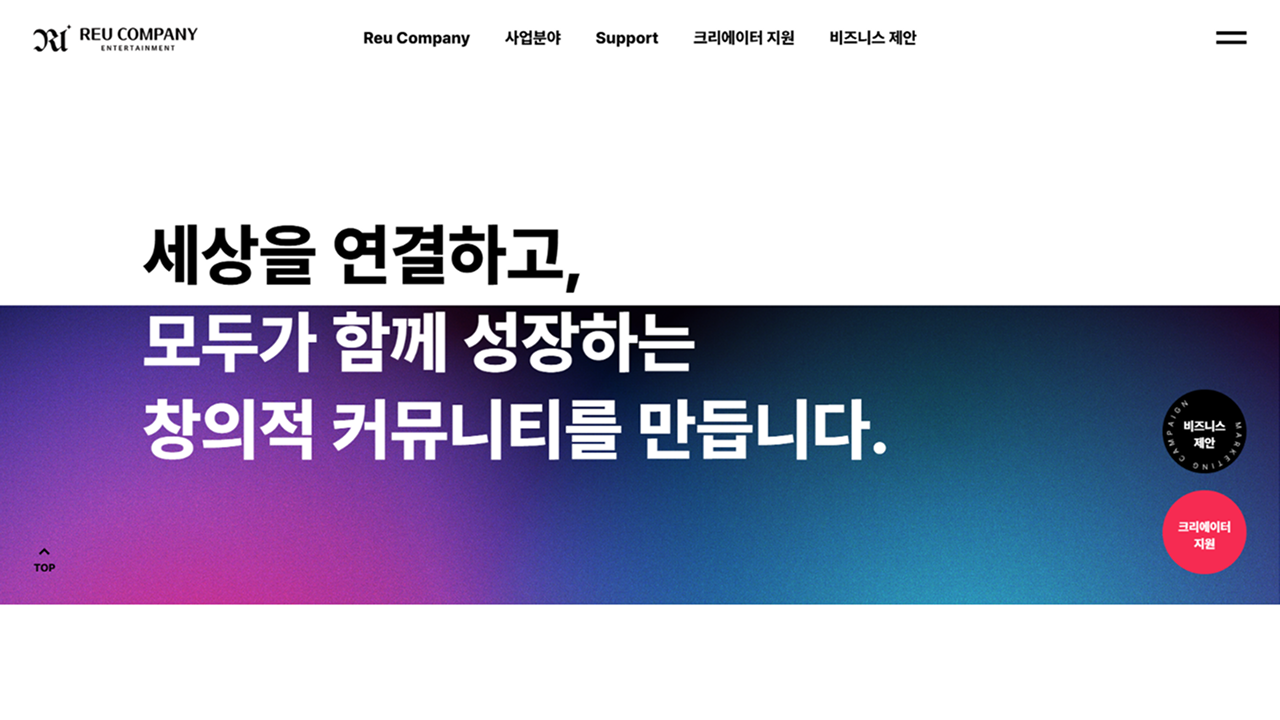 REU COMPANY
ENTERTAINMENT
Reu Company 사업분야 Support 크리에이터 지원 비즈니스 제안
세상을 연결하고,
모두가 함께 성장하는
창의적 커뮤니티를 만듭니다.
MARKETING CAMPAIGN
비즈니스
제안
크리에이터
지원
TOP